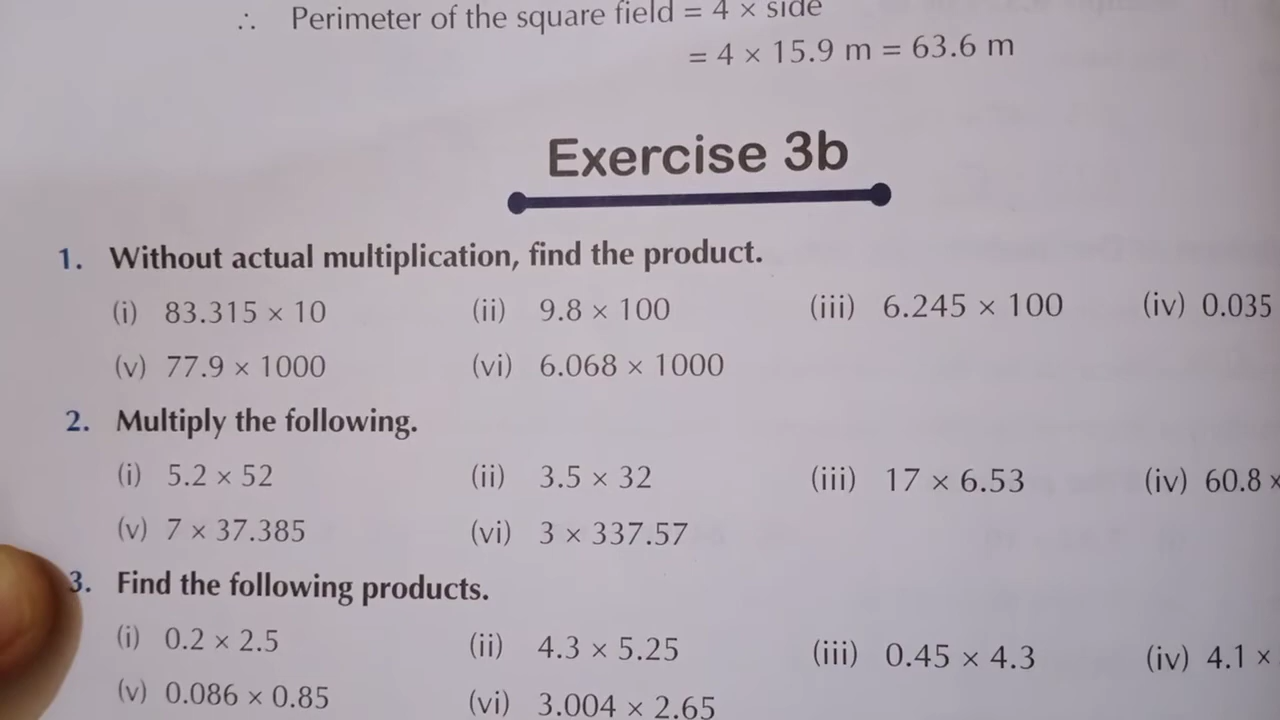 ∴ Perimeter of the square field = 4 × side
= 4 × 15.9 m = 63.6 m
Exercise 3b
1. Without actual multiplication, find the product.
(i) 83.315 × 10 (ii) 9.8 × 100 (iii) 6.245 × 100 (iv) 0.035
(v) 77.9 × 1000 (vi) 6.068 × 1000
2. Multiply the following.
(i) 5.2 × 52 (ii) 3.5 × 32 (iii) 17 × 6.53 (iv) 60.8 ×
(v) 7 × 37.385 (vi) 3 × 337.57
3. Find the following products.
(i) 0.2 × 2.5 (ii) 4.3 × 5.25 (iii) 0.45 × 4.3 (iv) 4.1 ×
(v) 0.086 × 0.85 (vi) 3.004 × 2.65